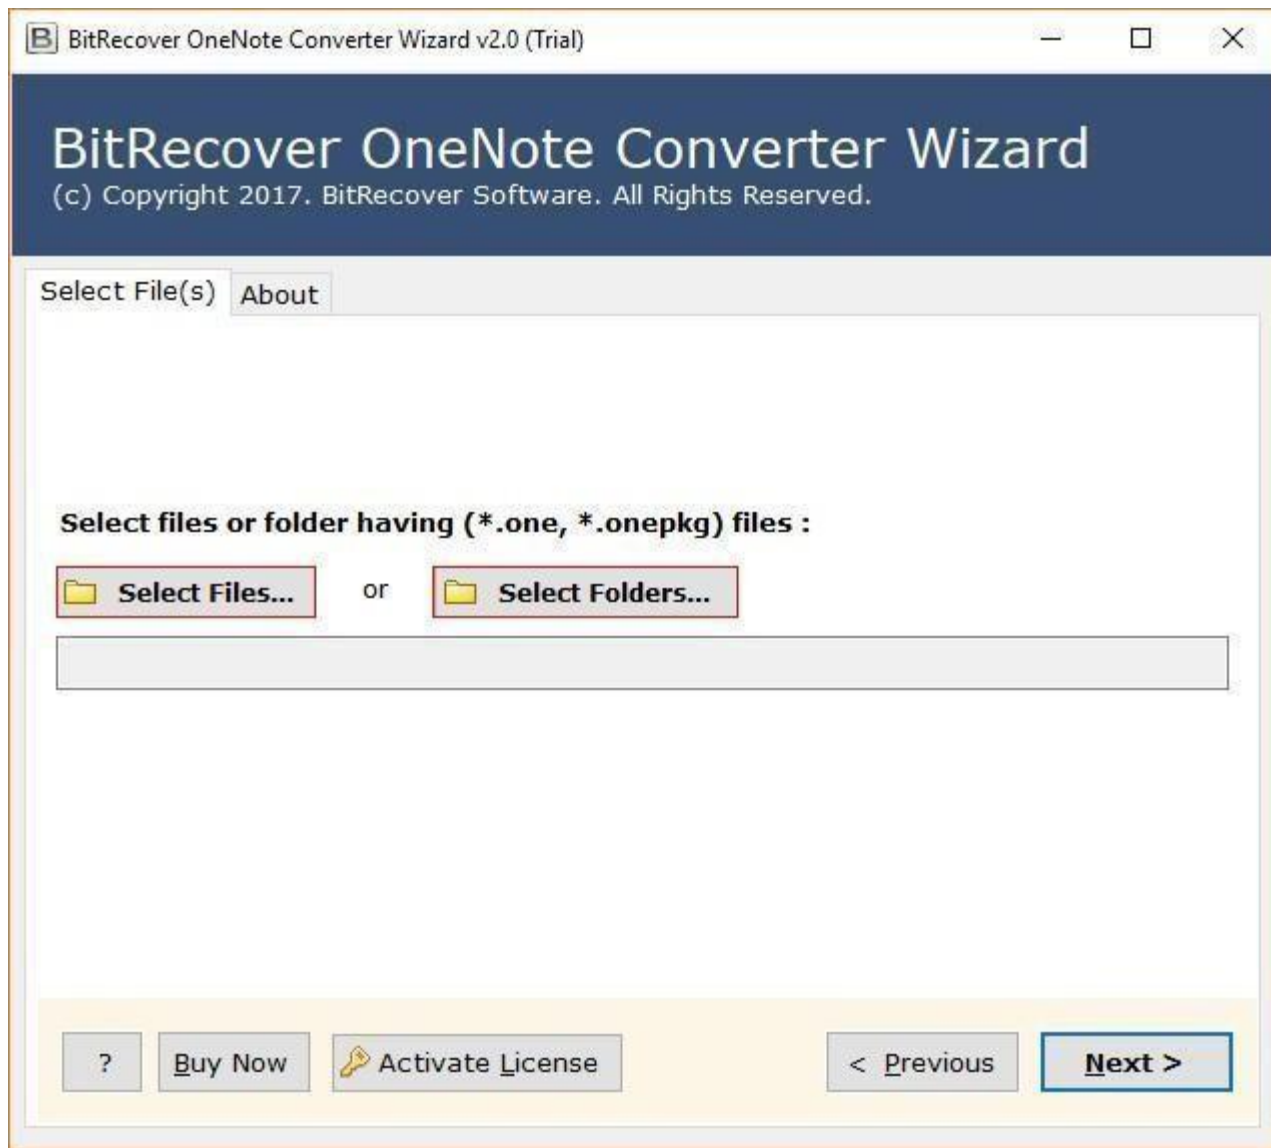 BitRecover OneNote Converter Wizard v2.0 (Trial)
BitRecover OneNote Converter Wizard
(c) Copyright 2017. BitRecover Software. All Rights Reserved.
Select File(s) About
Select files or folder having (*.one, *.onepkg) files :
Select Files... or Select Folders...
? Buy Now Activate License < Previous Next >